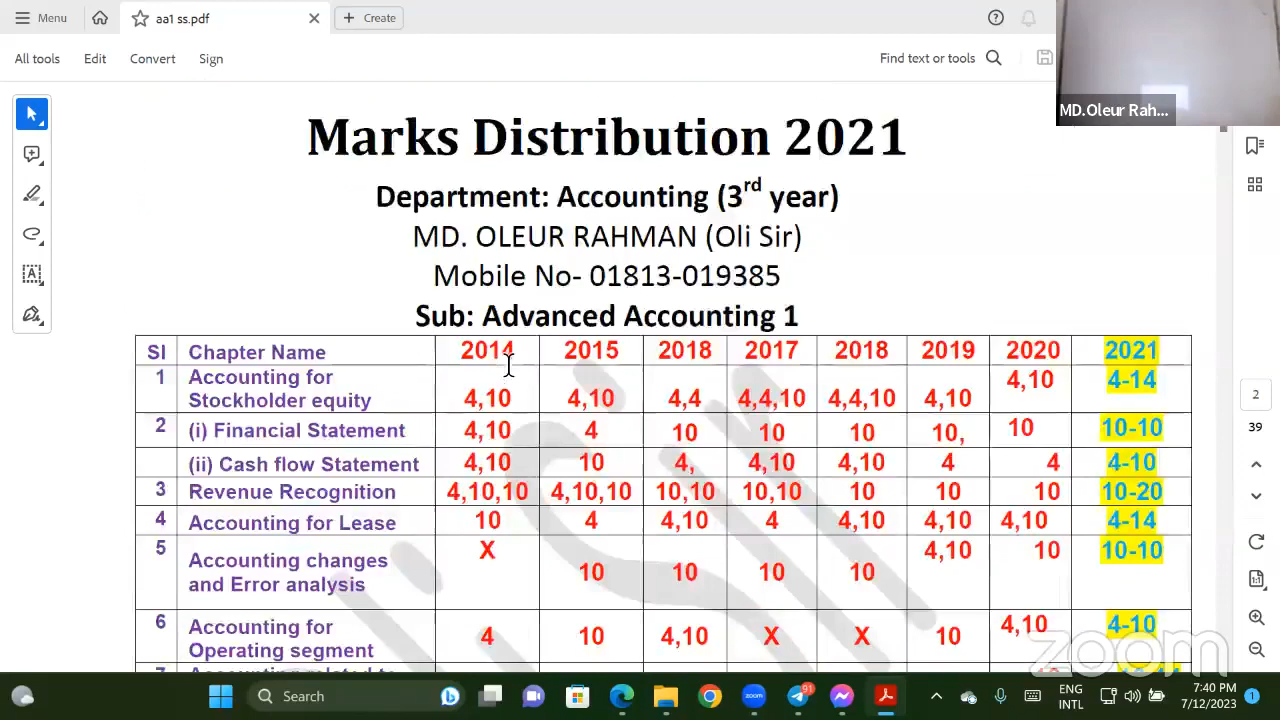 Menu
aa1 ss.pdf
Create
All tools
Edit
Convert
Sign
Find text or tools
MD.Oleur Rah...
Marks Distribution 2021
Department: Accounting (3rd year)
MD. OLEUR RAHMAN (Oli Sir)
Mobile No- 01813-019385
Sub: Advanced Accounting 1
Sl Chapter Name 2014 2015 2018 2017 2018 2019 2020 2021
1 Accounting for Stockholder equity 4,10 4,10 4,4 4,4,10 4,4,10 4,10 4,10 4-14
2 (i) Financial Statement 4,10 4 10 10 10 10, 10 10-10
(ii) Cash flow Statement 4,10 10 4, 4,10 4,10 4 4 4-10
3 Revenue Recognition 4,10,10 4,10,10 10,10 10,10 10 10 10 10-20
4 Accounting for Lease 10 4 4,10 4 4,10 4,10 4,10 4-14
5 Accounting changes and Error analysis X 10 10 10 10 4,10 10 10-10
6 Accounting for Operating segment 4 10 4,10 X X 10 4,10 4-10
2
39
zoom
Search
91
ENG
INTL
7:40 PM
7/12/2023
1